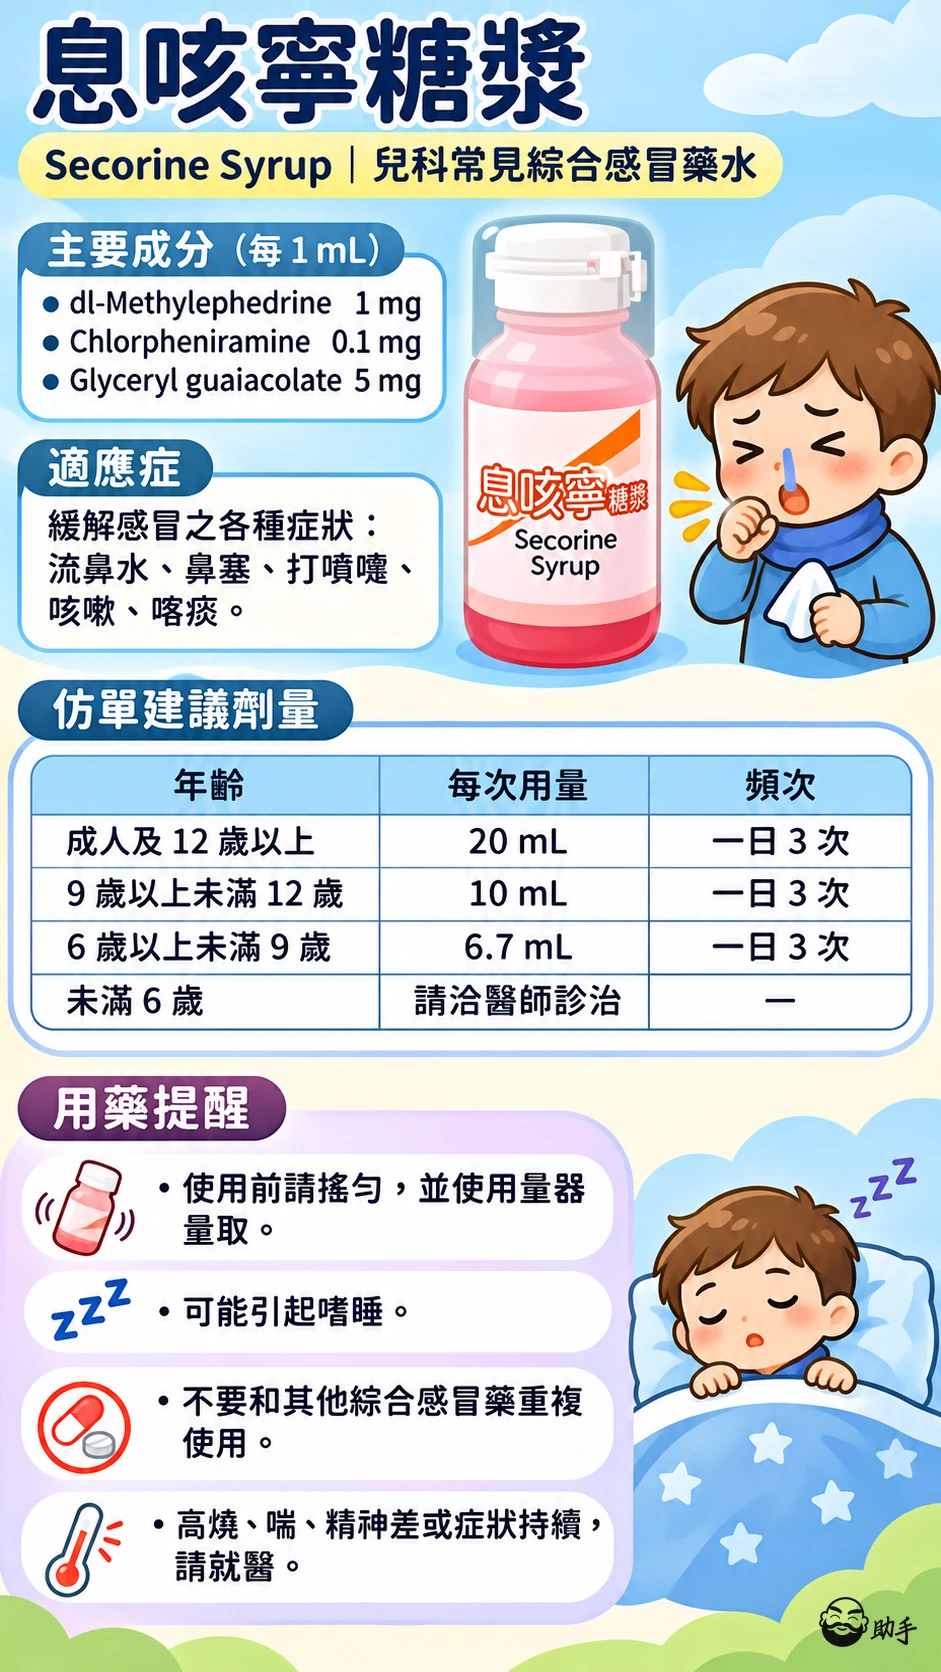 息咳寧糖漿
Secorine Syrup｜兒科常見綜合感冒藥水
主要成分（每 1 mL）
• dl-Methylephedrine 1 mg
• Chlorpheniramine 0.1 mg
• Glyceryl guaiacolate 5 mg
息咳寧糖漿
Secorine
Syrup
適應症
緩解感冒之各種症狀：
流鼻水、鼻塞、打噴嚏、
咳嗽、喀痰。
仿單建議劑量
年齡 每次用量 頻次
成人及 12 歲以上 20 mL 一日 3 次
9 歲以上未滿 12 歲 10 mL 一日 3 次
6 歲以上未滿 9 歲 6.7 mL 一日 3 次
未滿 6 歲 請洽醫師診治 —
用藥提醒
• 使用前請搖勻，並使用量器
量取。
zzz
• 可能引起嗜睡。
• 不要和其他綜合感冒藥重複
使用。
• 高燒、喘、精神差或症狀持續，
請就醫。
zzz
助手